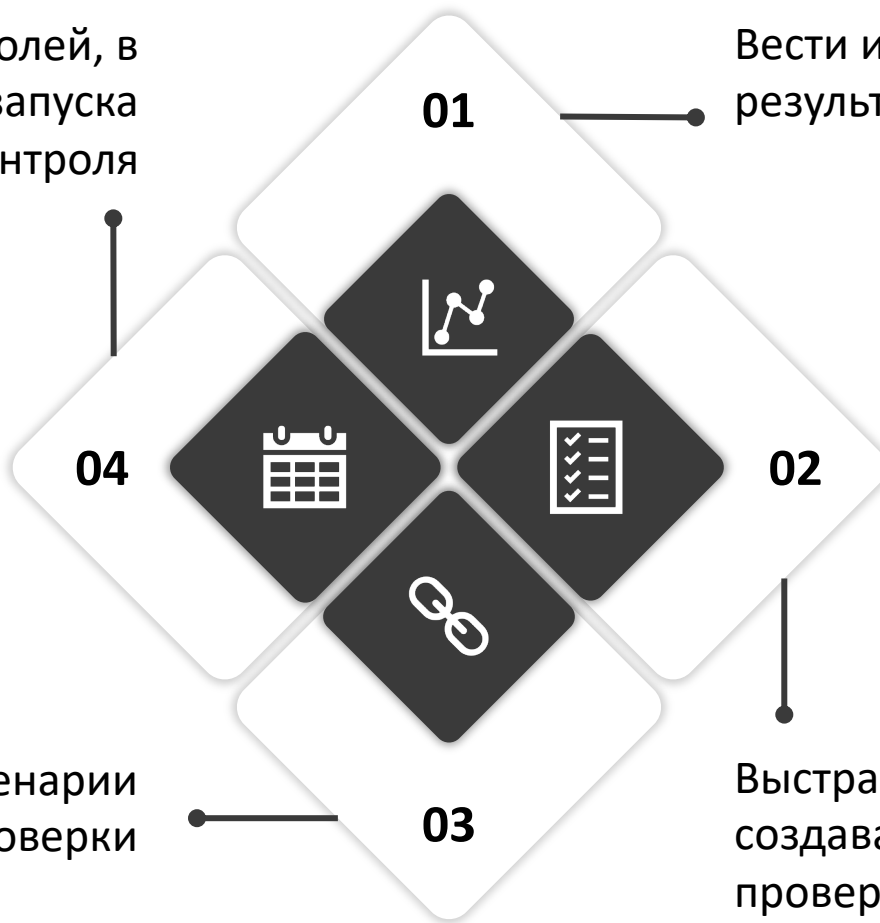 01
Вести и
результ
02
Выстра
создава
провер
03
енарии
оверки
04
олей, в
запуска
нтроля